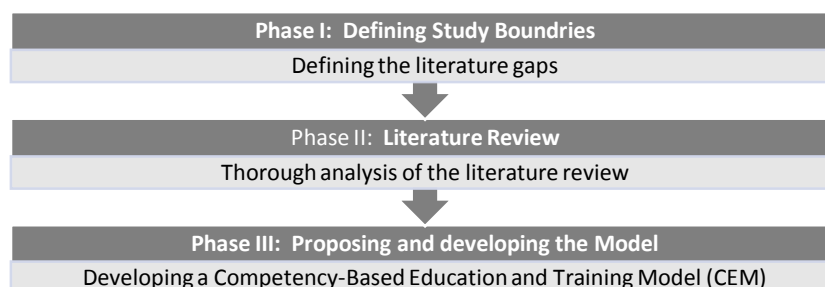 Phase I: Defining Study Boundries
Defining the literature gaps
Phase II: Literature Review
Thorough analysis of the literature review
Phase III: Proposing and developing the Model
Developing a Competency-Based Education and Training Model (CEM)